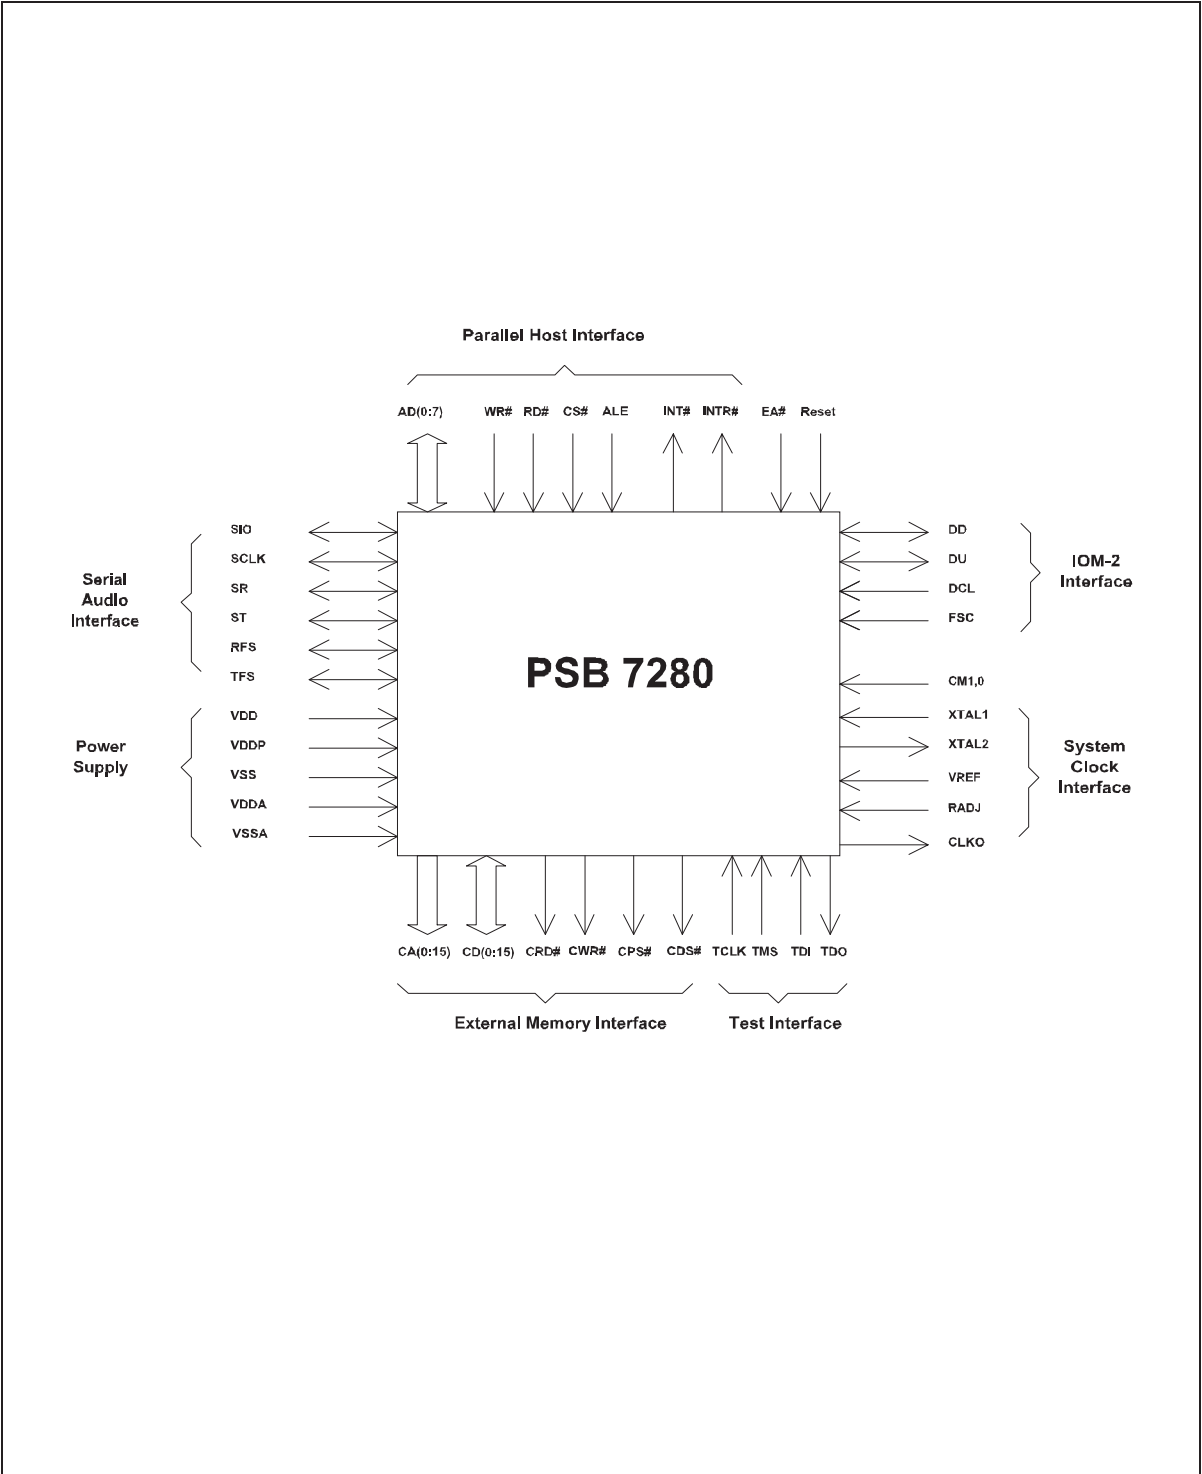 Parallel Host Interface
AD(0:7) WR# RD# CS# ALE INT# INTR# EA# Reset
SIO
SCLK
SR
ST
RFS
TFS
Serial
Audio
Interface
VDD
VDDP
VSS
VDDA
VSSA
Power
Supply
PSB 7280
DD
DU
DCL
FSC
IOM-2
Interface
CM1,0
XTAL1
XTAL2
VREF
RADJ
CLKO
System
Clock
Interface
CA(0:15) CD(0:15) CRD# CWR# CPS# CDS# TCLK TMS TDI TDO
External Memory Interface
Test Interface